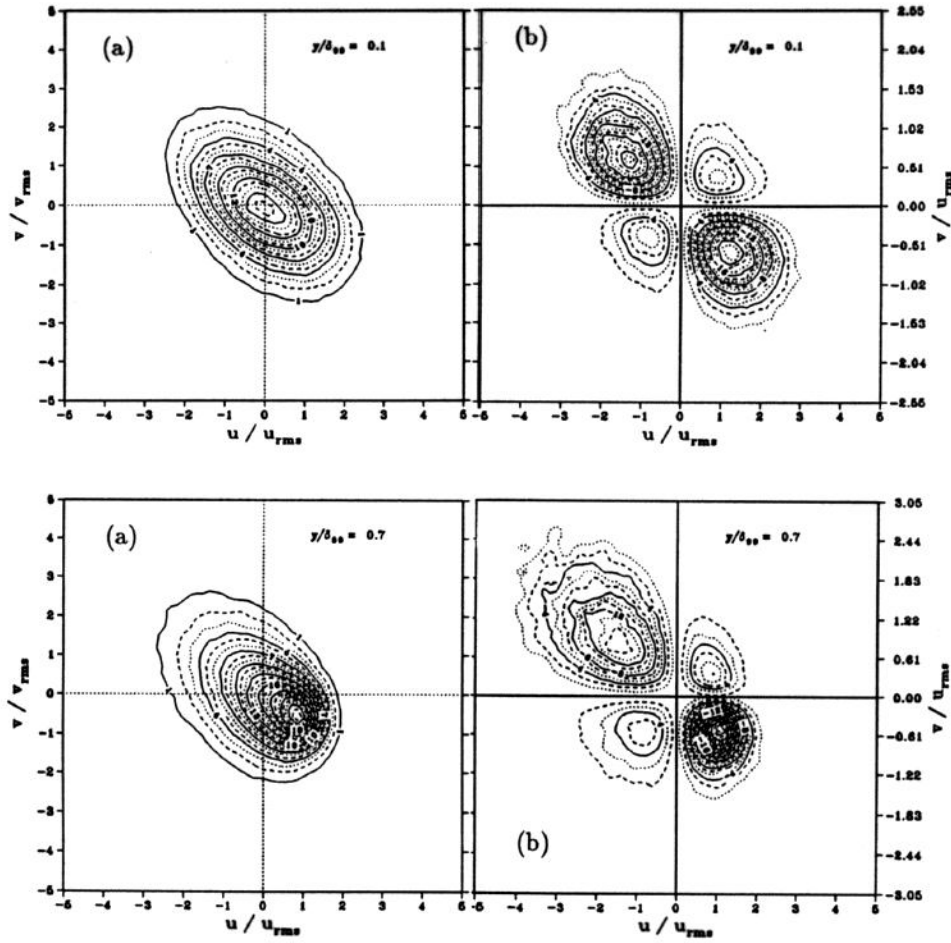 (a)
y/δ₉₉ = 0.1
5
4
3
2
1
0
-1
-2
-3
-4
-5
v / v_rms
-5 -4 -3 -2 -1 0 1 2 3 4 5
u / u_rms
(b)
y/δ₉₉ = 0.1
2.55
2.04
1.53
1.02
0.51
0.00
-0.51
-1.02
-1.53
-2.04
-2.55
v / u_rms
-5 -4 -3 -2 -1 0 1 2 3 4 5
u / u_rms
(a)
y/δ₉₉ = 0.7
5
4
3
2
1
0
-1
-2
-3
-4
-5
v / v_rms
-5 -4 -3 -2 -1 0 1 2 3 4 5
u / u_rms
y/δ₉₉ = 0.7
3.05
2.44
1.83
1.22
0.61
0.00
-0.61
-1.22
-1.83
-2.44
-3.05
v / u_rms
(b)
-5 -4 -3 -2 -1 0 1 2 3 4 5
u / u_rms